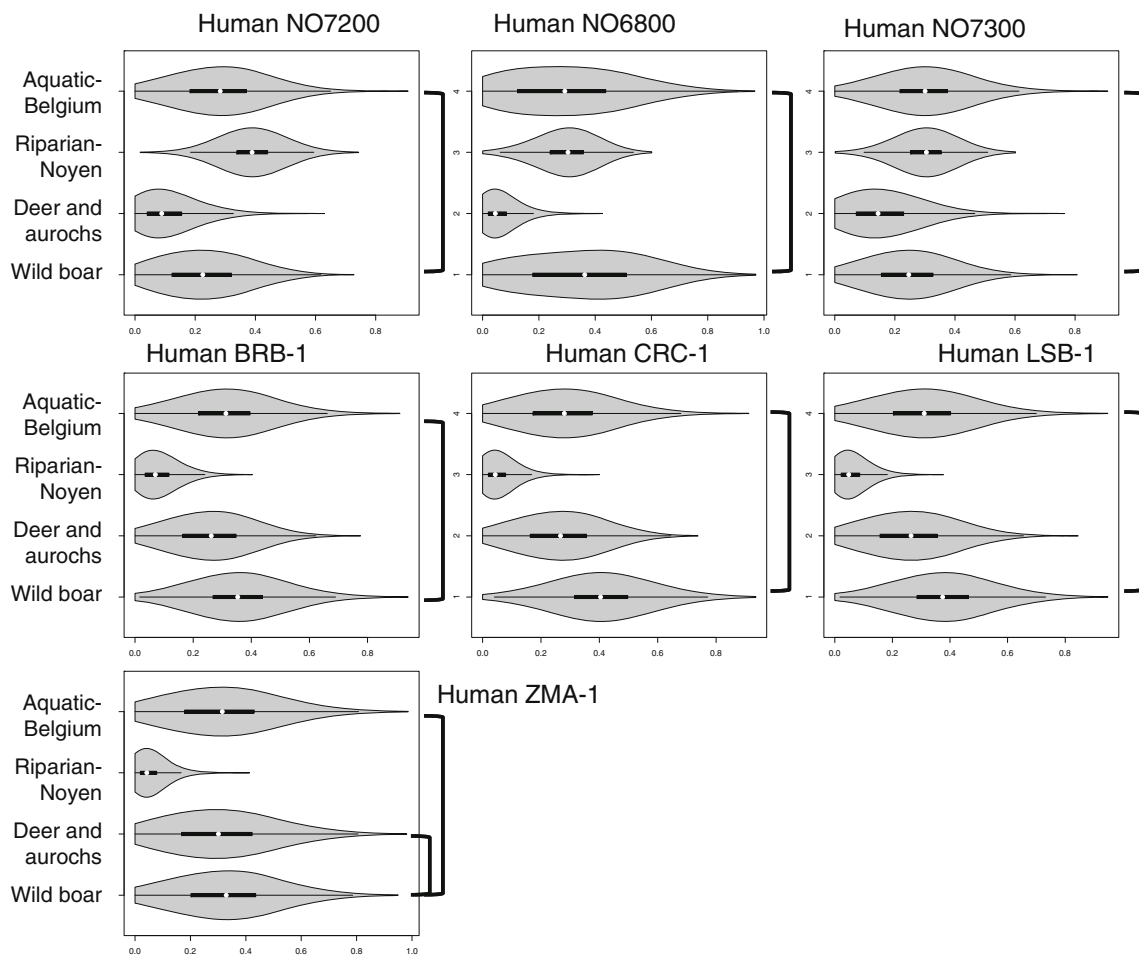 Human NO7200
Human NO6800
Human NO7300
Aquatic-
Belgium
Riparian-
Noyen
Deer and
aurochs
Wild boar
0.0 0.2 0.4 0.6 0.8
4
3
2
1
0.0 0.2 0.4 0.6 0.8 1.0
4
3
2
1
0.0 0.2 0.4 0.6 0.8
Human BRB-1
Human CRC-1
Human LSB-1
Aquatic-
Belgium
Riparian-
Noyen
Deer and
aurochs
Wild boar
0.0 0.2 0.4 0.6 0.8
4
3
2
1
0.0 0.2 0.4 0.6 0.8
4
3
2
1
0.0 0.2 0.4 0.6 0.8
Human ZMA-1
Aquatic-
Belgium
Riparian-
Noyen
Deer and
aurochs
Wild boar
0.0 0.2 0.4 0.6 0.8 1.0